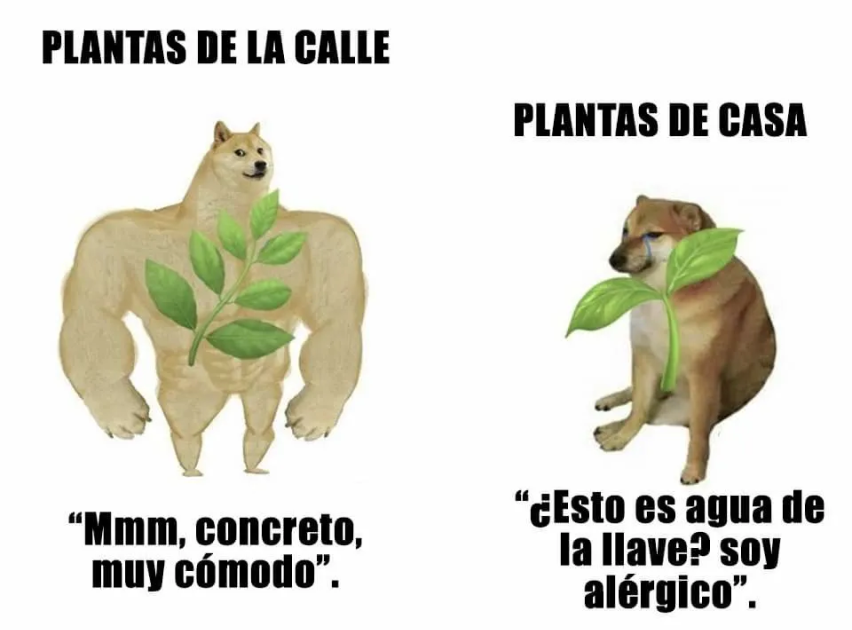 PLANTAS DE LA CALLE
PLANTAS DE CASA
“Mmm, concreto,
muy cómodo”.
“¿Esto es agua de
la llave? soy
alérgico”.